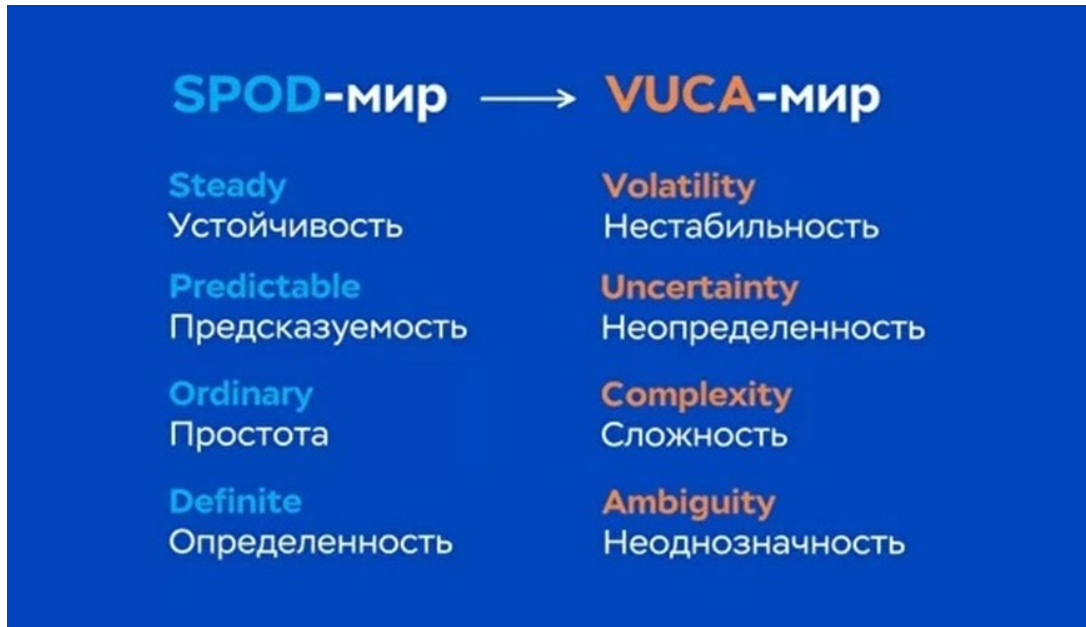 SPOD-мир → VUCA-мир
Steady
Устойчивость
Predictable
Предсказуемость
Ordinary
Простота
Definite
Определенность
Volatility
Нестабильность
Uncertainty
Неопределенность
Complexity
Сложность
Ambiguity
Неоднозначность